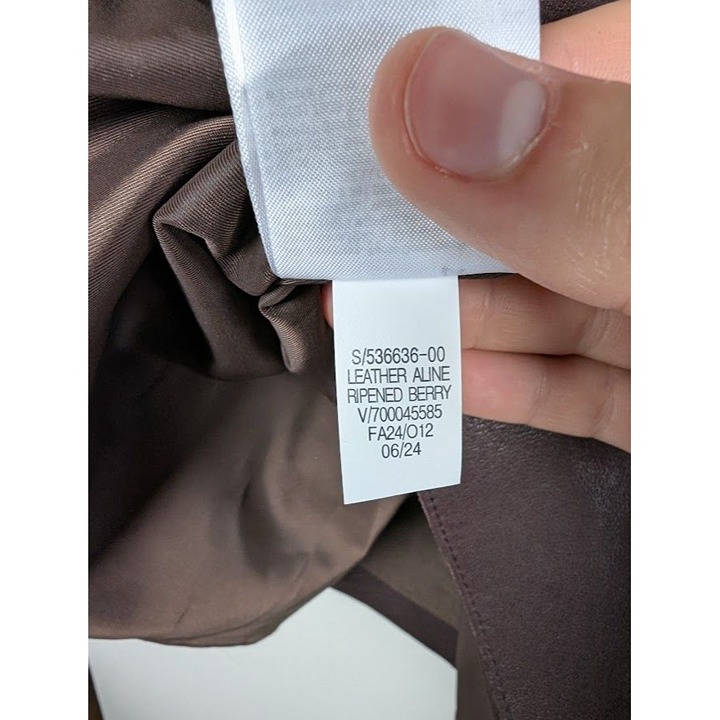 S/536636-00
LEATHER ALINE
RIPENED BERRY
V/700045585
FA24/O12
06/24